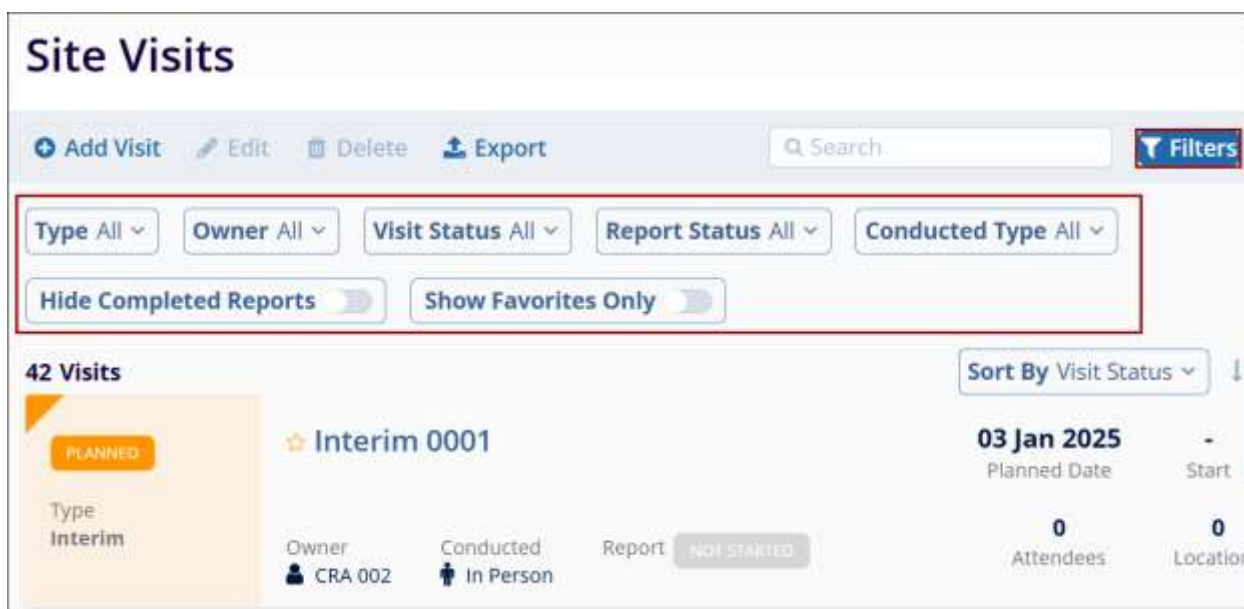 Site Visits
Add Visit Edit Delete Export Search Filters
Type All Owner All Visit Status All Report Status All Conducted Type All
Hide Completed Reports Show Favorites Only
42 Visits Sort By Visit Status
PLANNED Interim 0001 03 Jan 2025 -
Planned Date Start
Type
Interim 0 0
Owner Conducted Report NOT STARTED Attendees Location
CRA 002 In Person